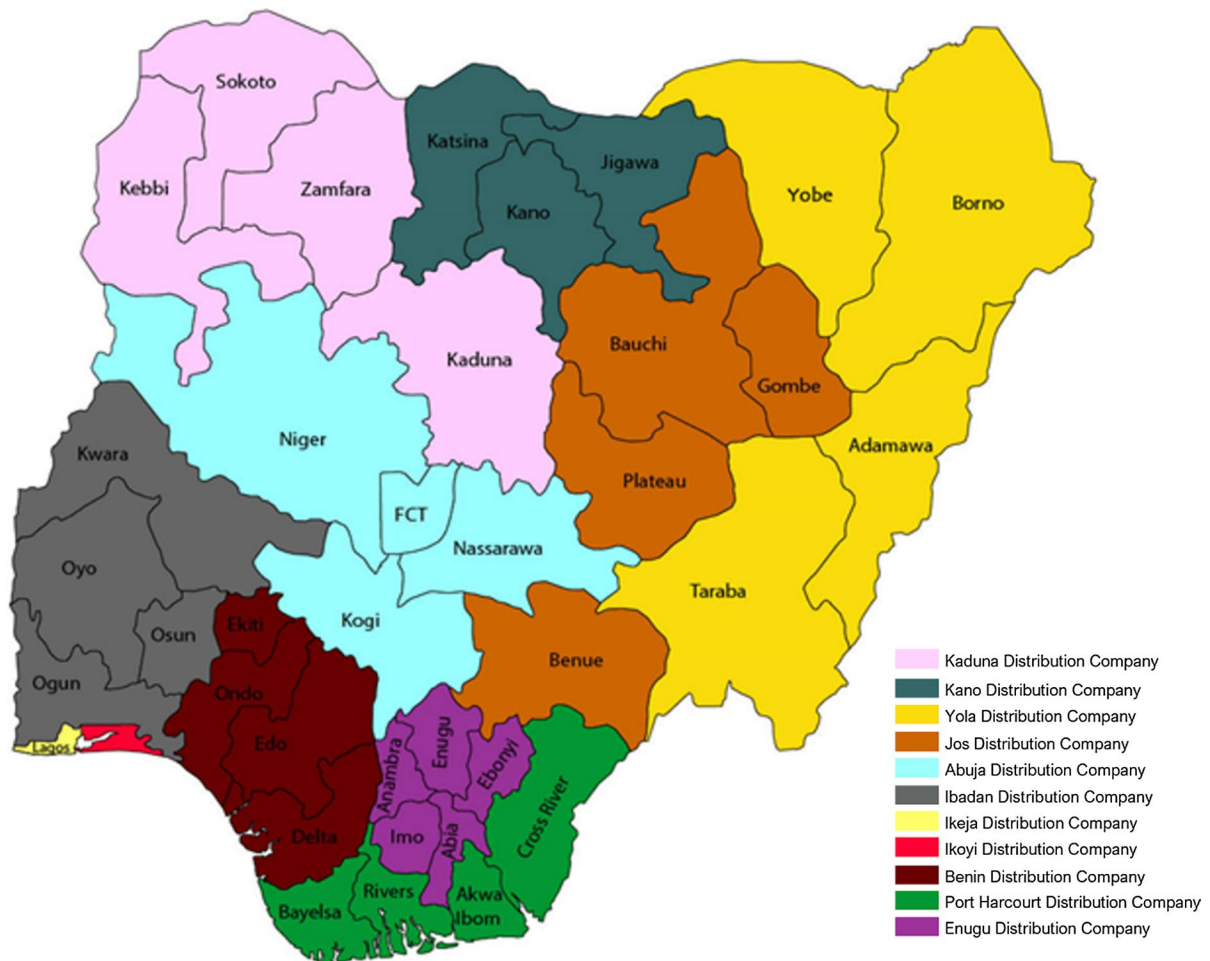 Sokoto
Katsina
Jigawa
Kebbi
Zamfara
Kano
Yobe
Borno
Bauchi
Kaduna
Gombe
Niger
Adamawa
Kwara
Plateau
FCT
Nassarawa
Oyo
Taraba
Kogi
Ekiti
Osun
Benue
Ogun
Ondo
Edo
Enugu
Lagos
Anambra
Ebonyi
Cross River
Delta
Imo
Abia
Rivers
Akwa
Ibom
Bayelsa
Kaduna Distribution Company
Kano Distribution Company
Yola Distribution Company
Jos Distribution Company
Abuja Distribution Company
Ibadan Distribution Company
Ikeja Distribution Company
Ikoyi Distribution Company
Benin Distribution Company
Port Harcourt Distribution Company
Enugu Distribution Company